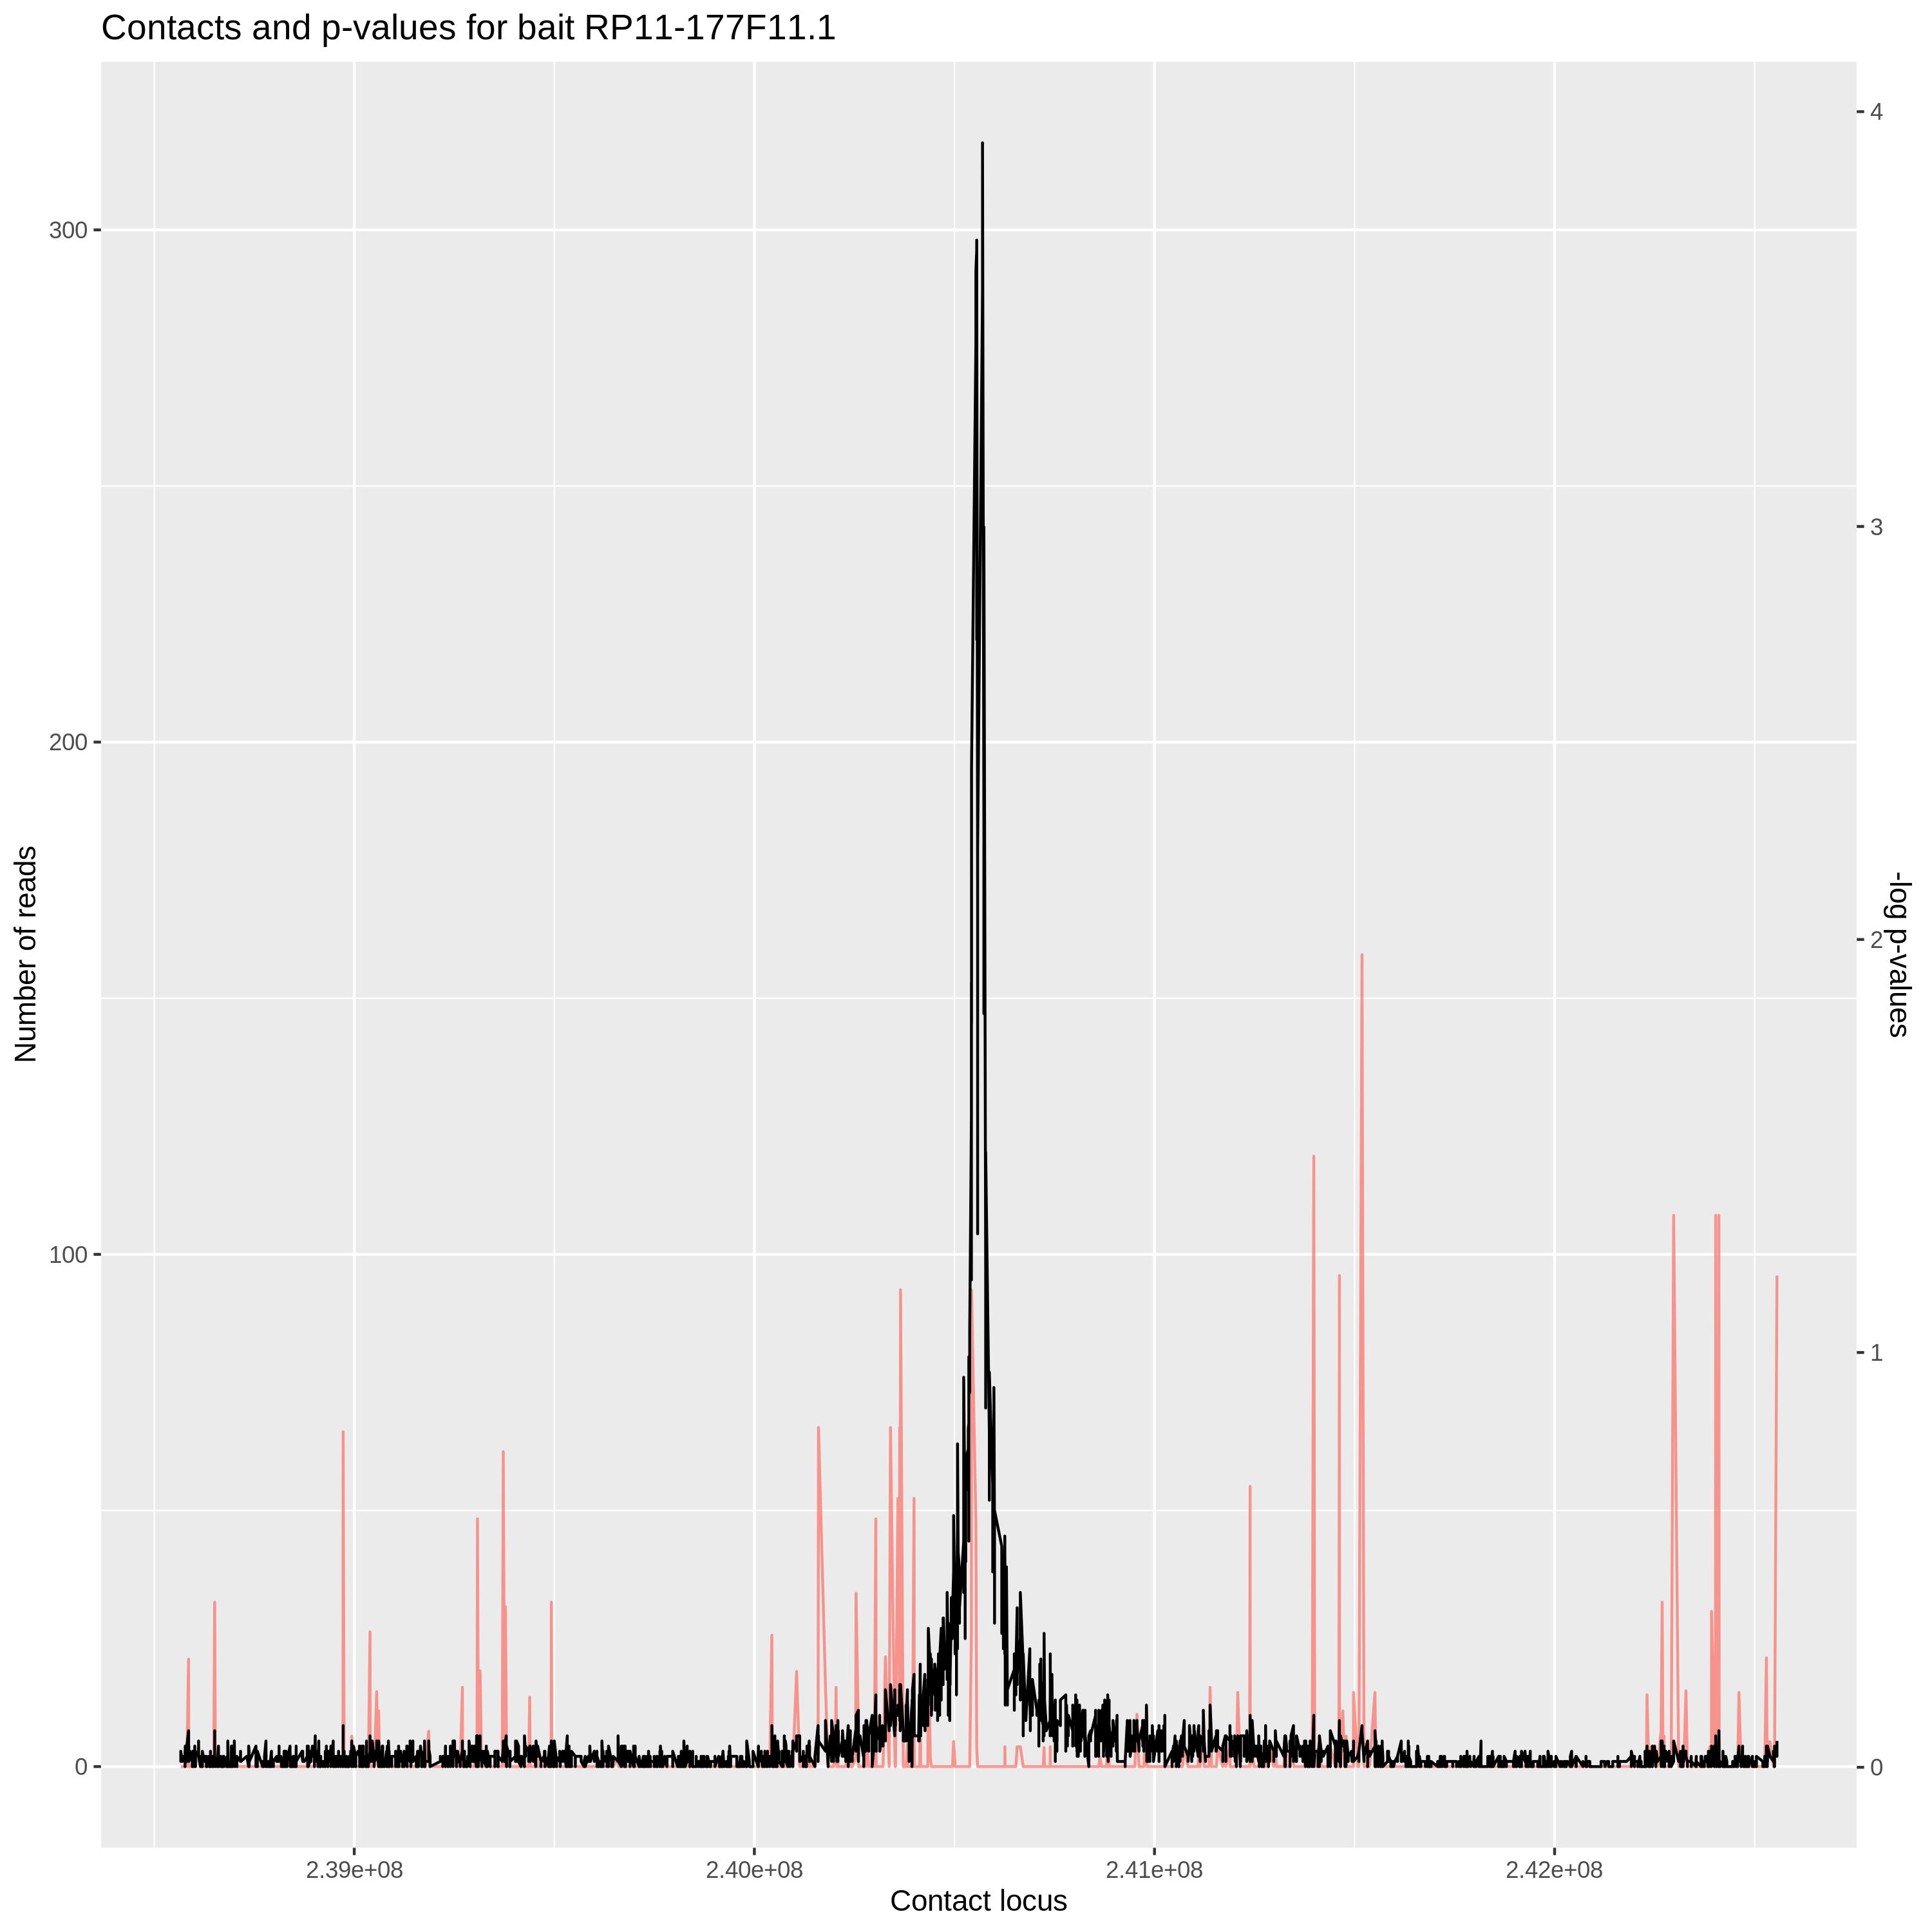 Contacts and p-values for bait RP11-177F11.1
4
300
3
200
Number of reads
2
-log p-values
100
1
0
0
2.39e+08
2.40e+08
2.41e+08
2.42e+08
Contact locus